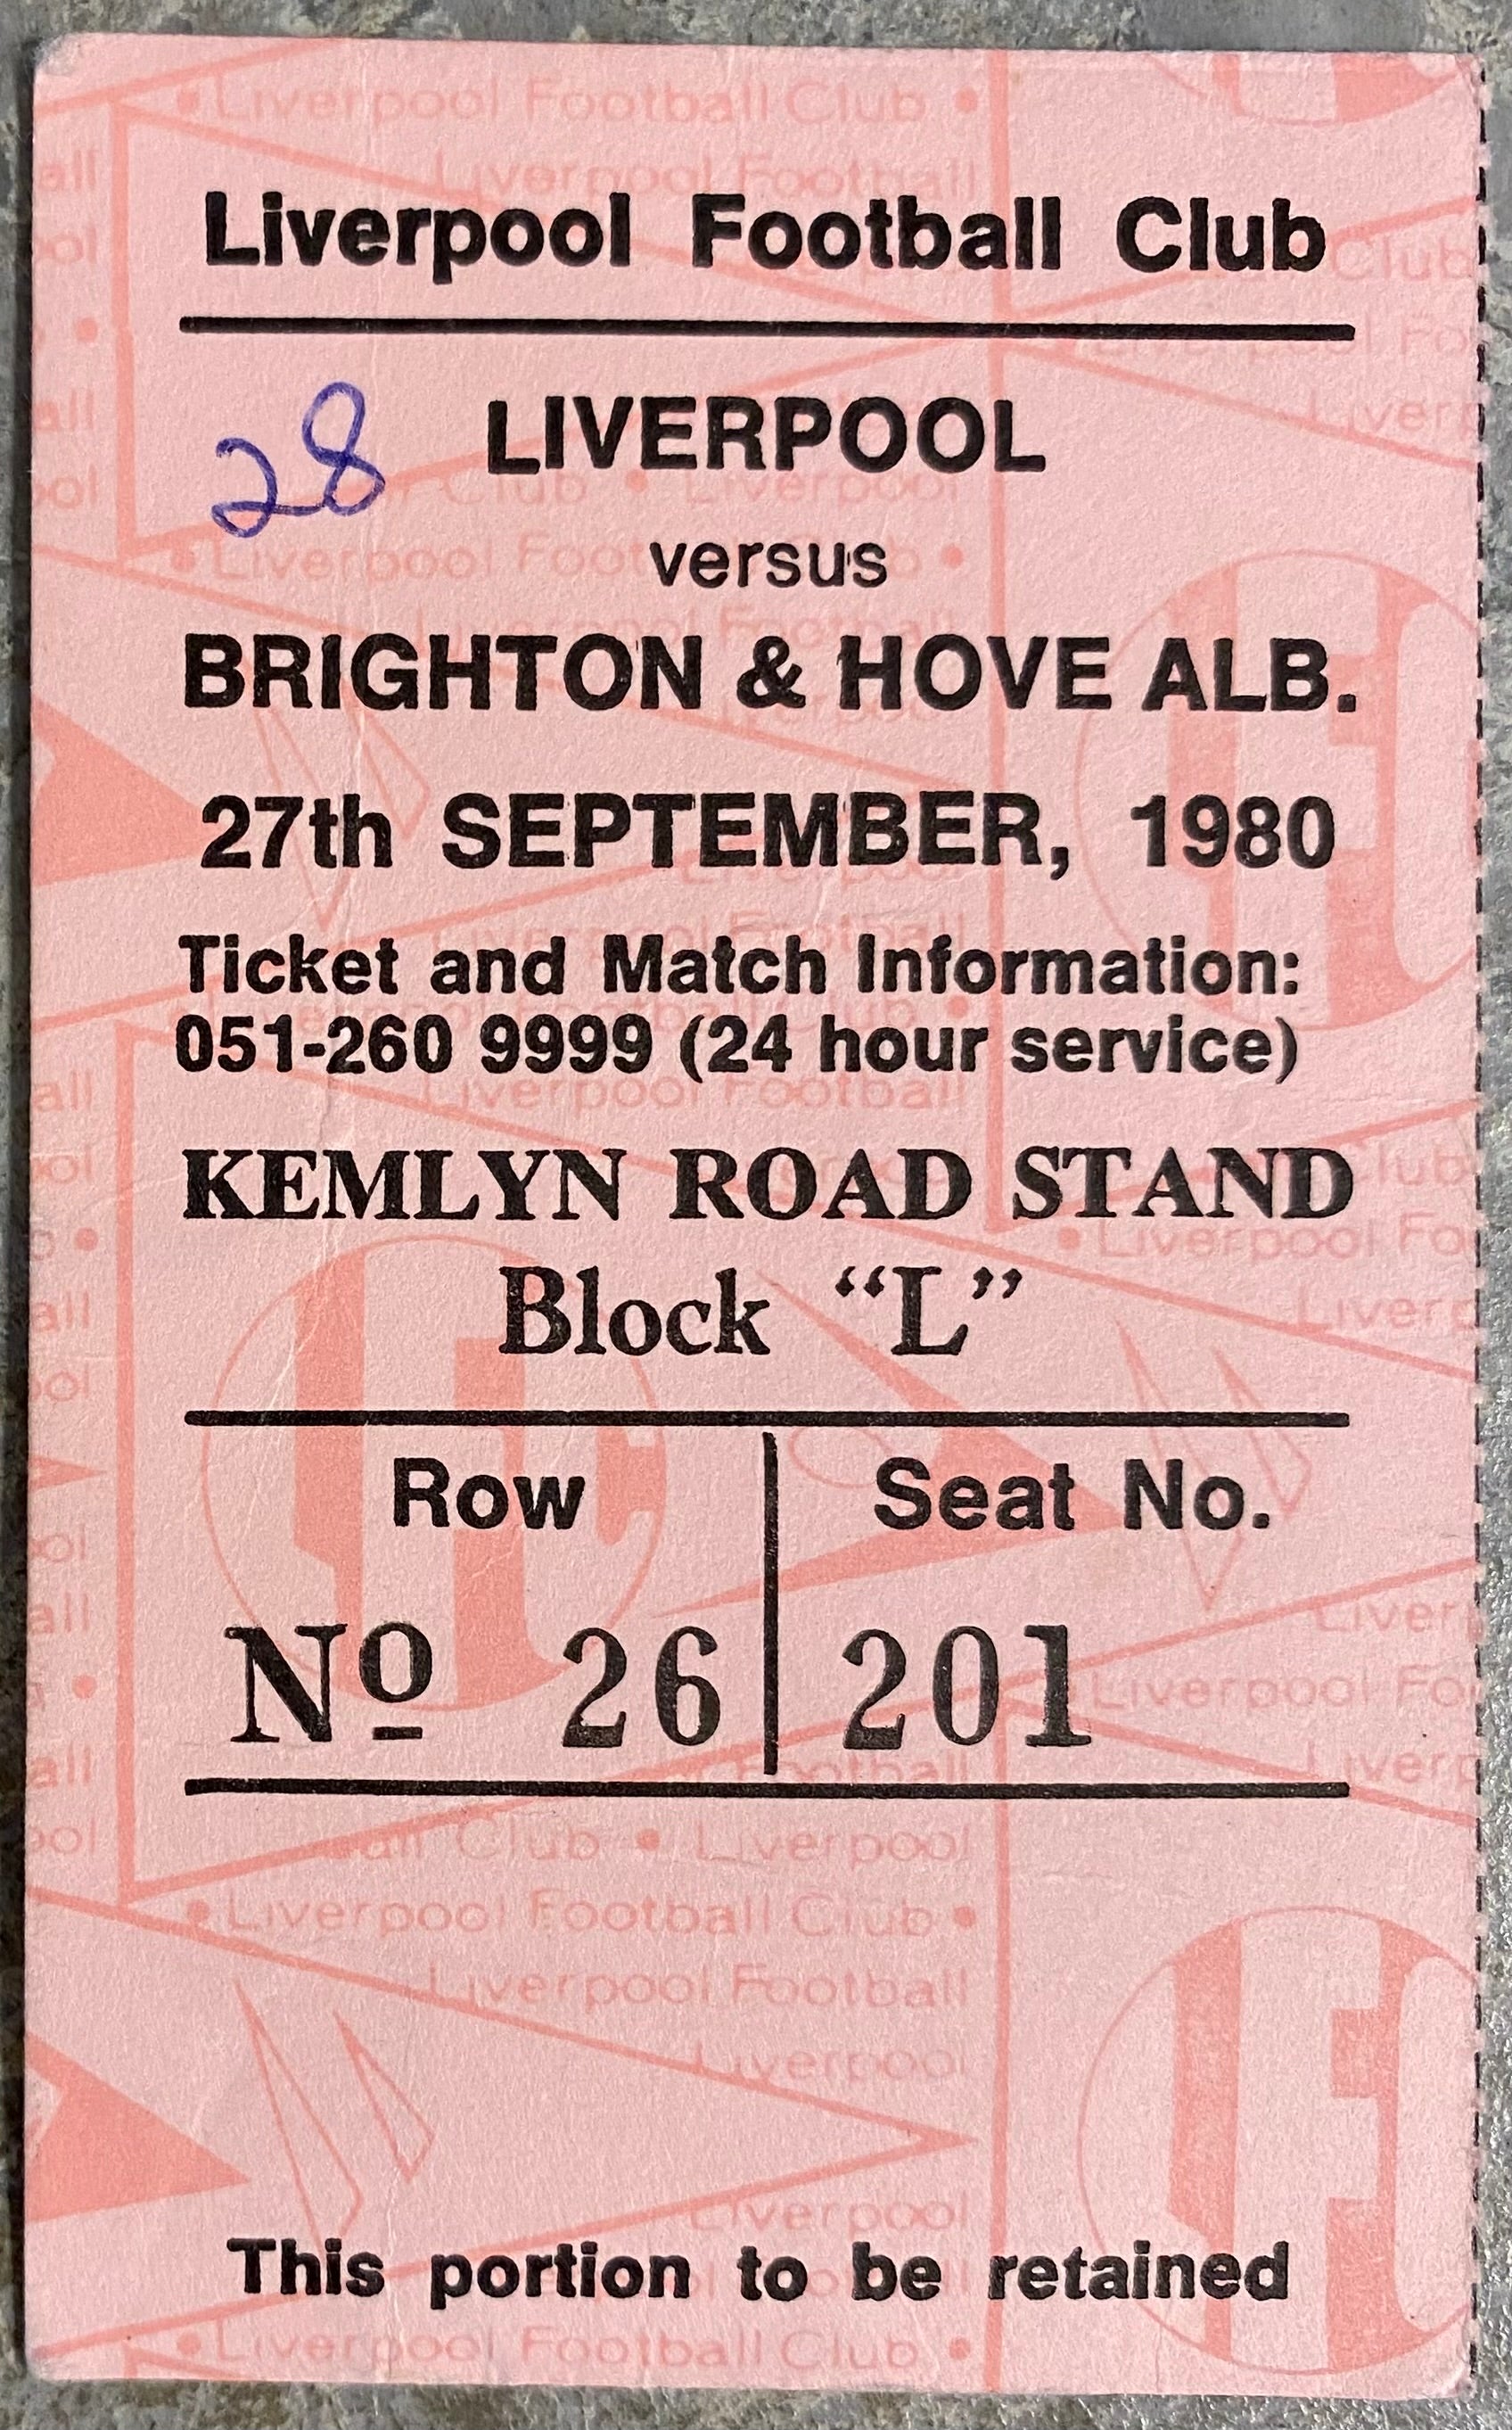 Liverpool Football Club
28
LIVERPOOL
versus
BRIGHTON & HOVE ALB.
27th SEPTEMBER, 1980
Ticket and Match Information:
051-260 9999 (24 hour service)
KEMLYN ROAD STAND
Block “L”
Row
Seat No.
Nº 26
201
This portion to be retained